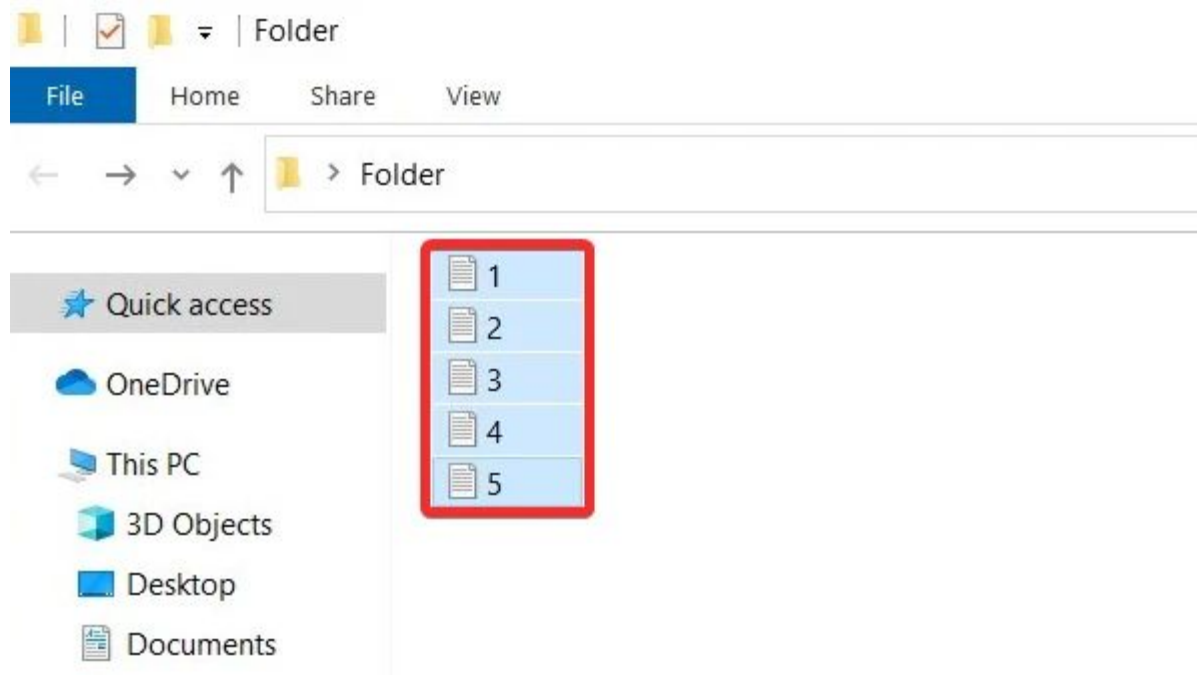 Folder
File Home Share View
Folder
Quick access
OneDrive
This PC
3D Objects
Desktop
Documents
1
2
3
4
5